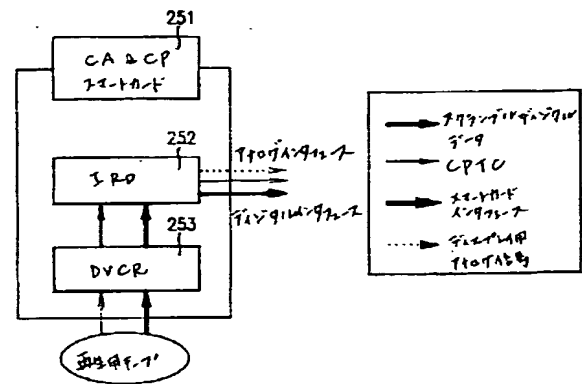 251
CA & CP
スマートカード
252
IRD
アナログインタフェース
ディジタルインタフェース
253
DVCR
再生用テープ
スクランブルディジタル
データ
CPTC
スマートカード
インタフェース
ディスプレイ用
アナログ信号